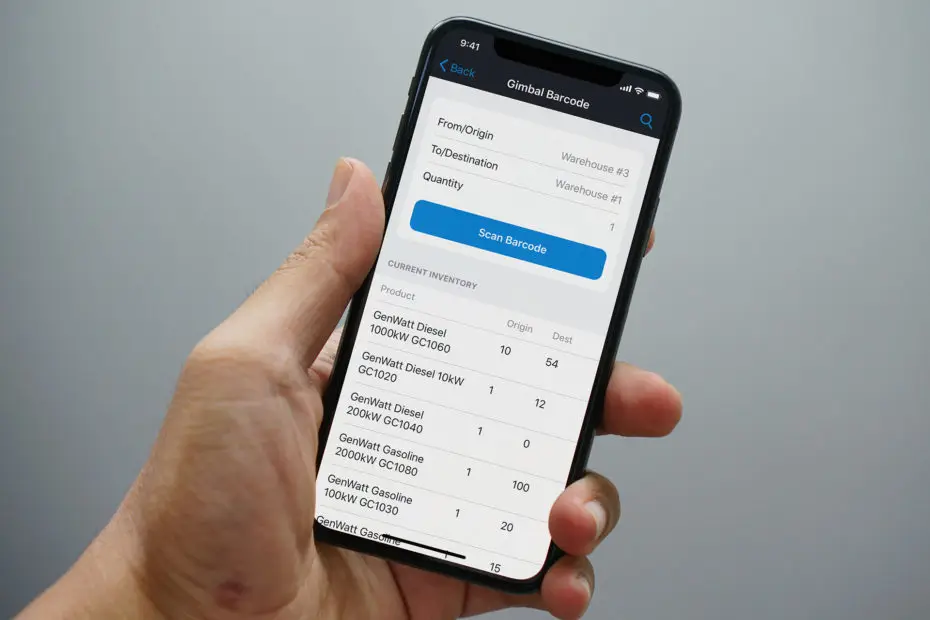 9:41
Back
Gimbal Barcode
From/Origin Warehouse #3
To/Destination Warehouse #1
Quantity 1
Scan Barcode
CURRENT INVENTORY
Product Origin Dest
GenWatt Diesel
1000kW GC1060 10 54
GenWatt Diesel 10kW
GC1020 1 12
GenWatt Diesel
200kW GC1040 1 0
GenWatt Gasoline
2000kW GC1080 1 100
GenWatt Gasoline
100kW GC1030 1 20
GenWatt Gasoline
1 15